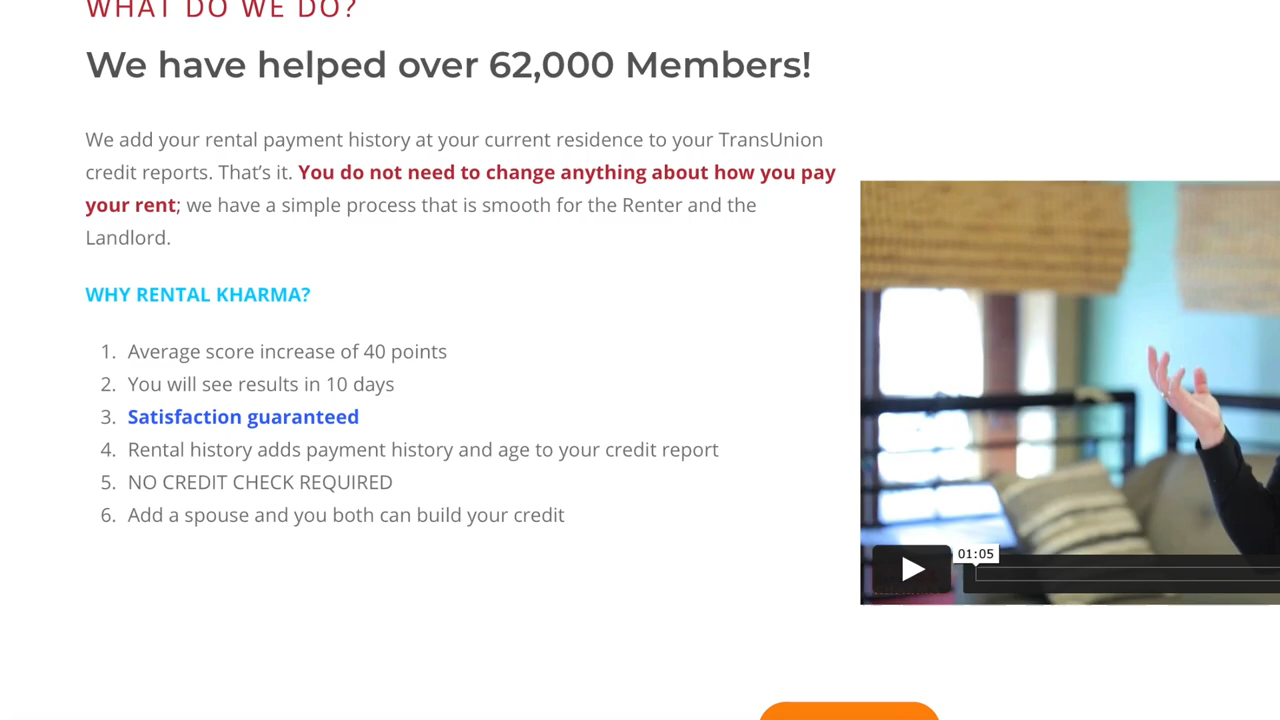 WHAT DO WE DO?
We have helped over 62,000 Members!
We add your rental payment history at your current residence to your TransUnion
credit reports. That’s it. You do not need to change anything about how you pay
your rent; we have a simple process that is smooth for the Renter and the
Landlord.
WHY RENTAL KHARMA?
1. Average score increase of 40 points
2. You will see results in 10 days
3. Satisfaction guaranteed
4. Rental history adds payment history and age to your credit report
5. NO CREDIT CHECK REQUIRED
6. Add a spouse and you both can build your credit
01:05